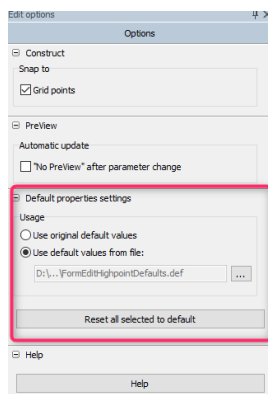 Edit options
Options
Construct
Snap to
Grid points
PreView
Automatic update
"No PreView" after parameter change
Default properties settings
Usage
Use original default values
Use default values from file:
D:\...\FormEditHighpointDefaults.def
...
Reset all selected to default
Help
Help